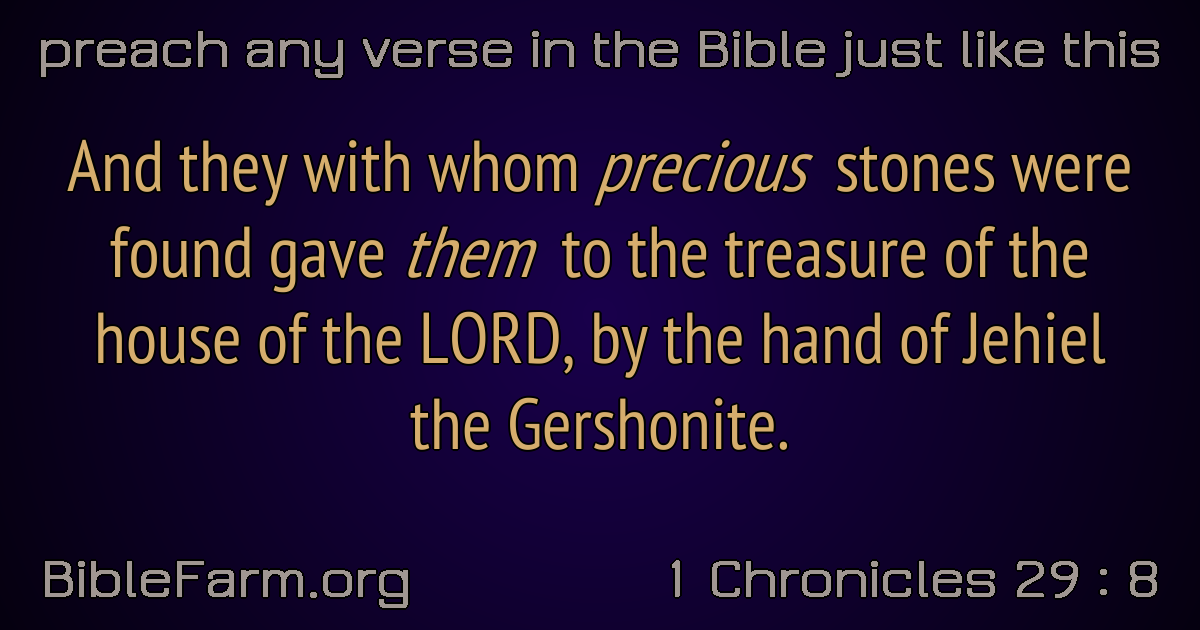 preach any verse in the Bible just like this
And they with whom precious stones were
found gave them to the treasure of the
house of the LORD, by the hand of Jehiel
the Gershonite.
BibleFarm.org
1 Chronicles 29 : 8